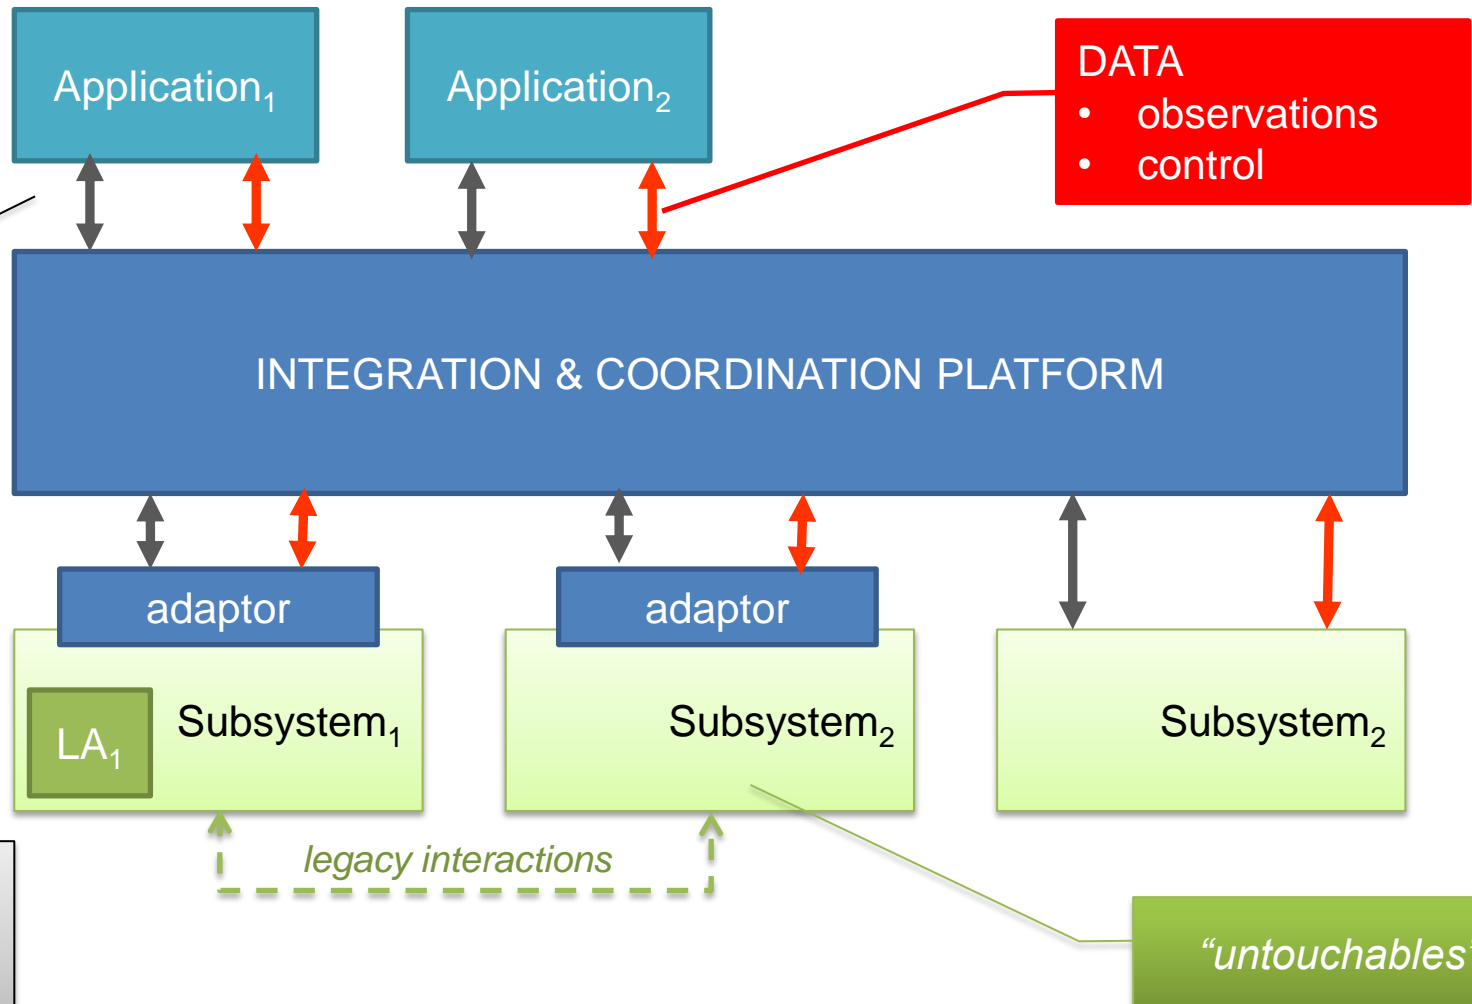 Application₁
Application₂
DATA
• observations
• control
INTEGRATION & COORDINATION PLATFORM
adaptor
adaptor
LA₁
Subsystem₁
Subsystem₂
Subsystem₂
legacy interactions
“untouchables”